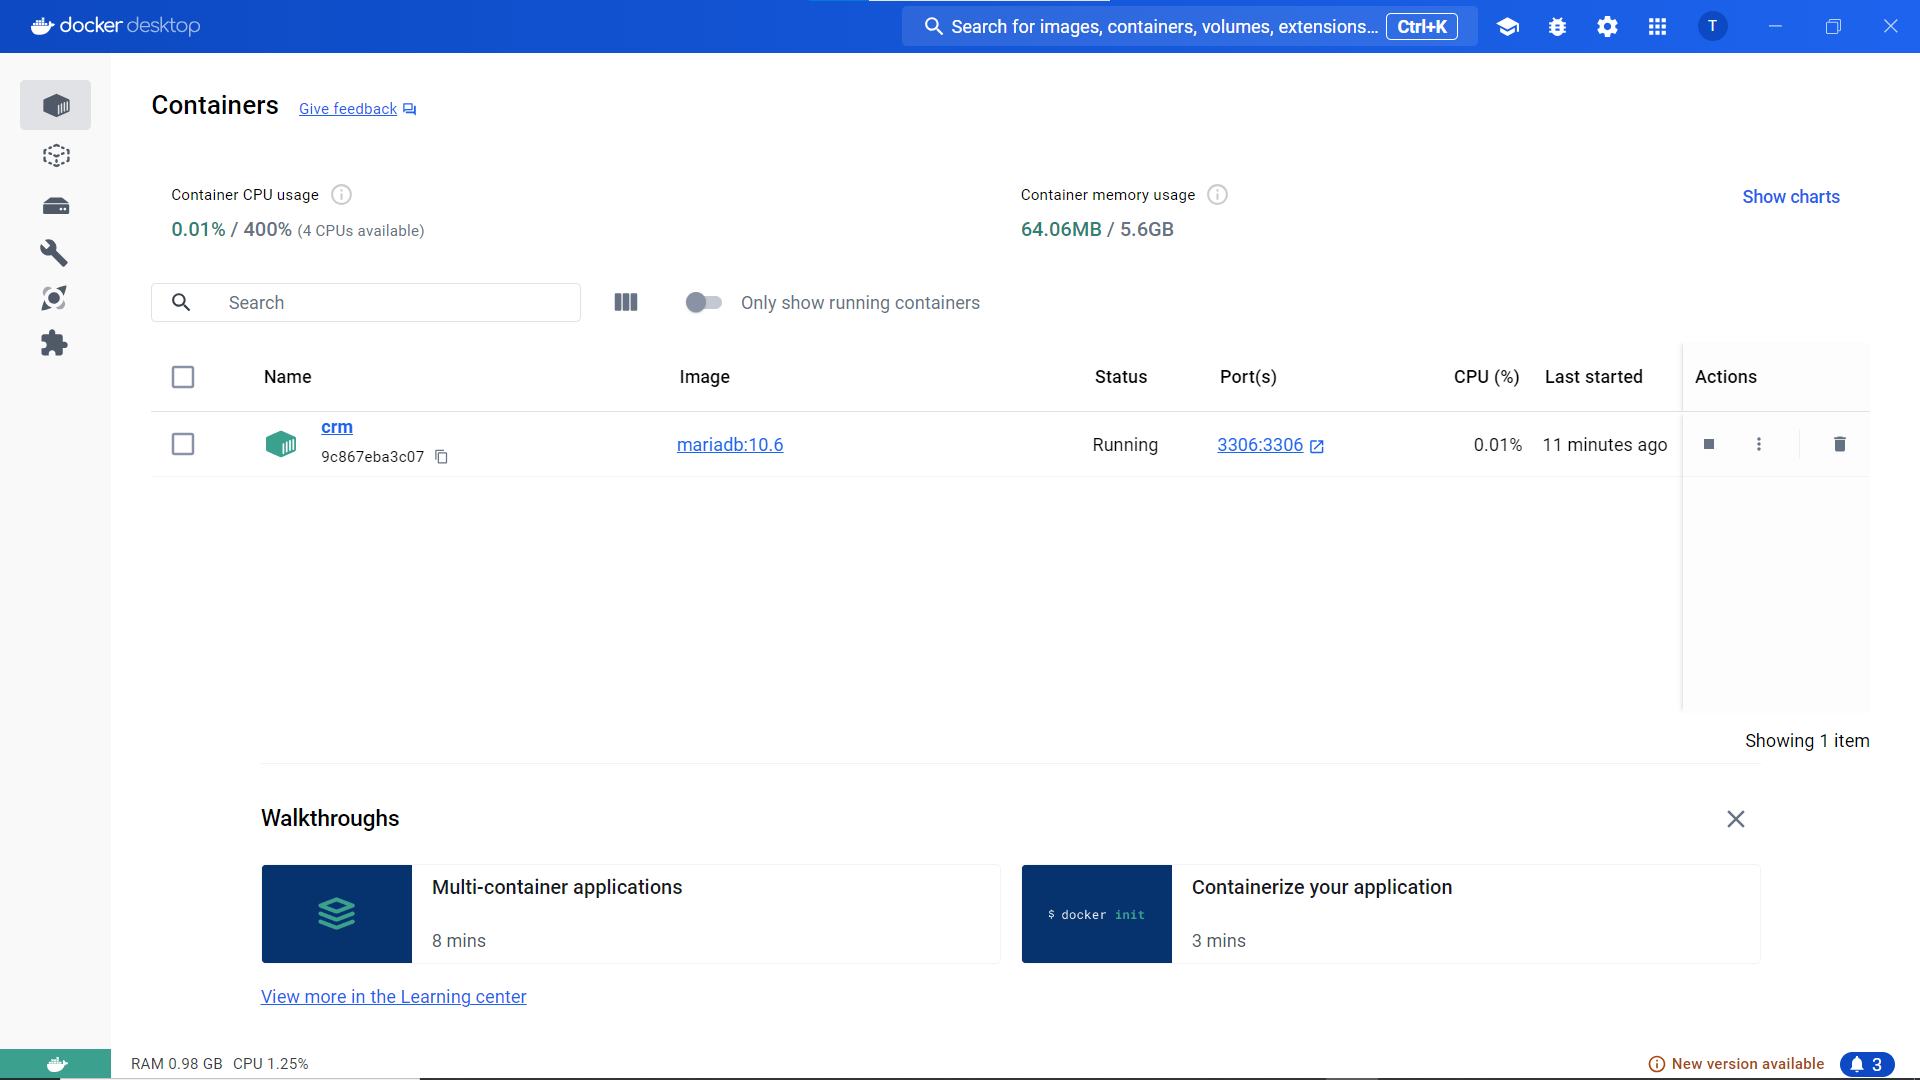 docker desktop
Search for images, containers, volumes, extensions... Ctrl+K
T
Containers Give feedback
Container CPU usage
0.01% / 400% (4 CPUs available)
Container memory usage
64.06MB / 5.6GB
Show charts
Search
Only show running containers
Name Image Status Port(s) CPU (%) Last started Actions
crm
9c867eba3c07
mariadb:10.6 Running 3306:3306 0.01% 11 minutes ago
Showing 1 item
Walkthroughs
$ docker init
Multi-container applications
8 mins
Containerize your application
3 mins
View more in the Learning center
RAM 0.98 GB CPU 1.25%
New version available
3